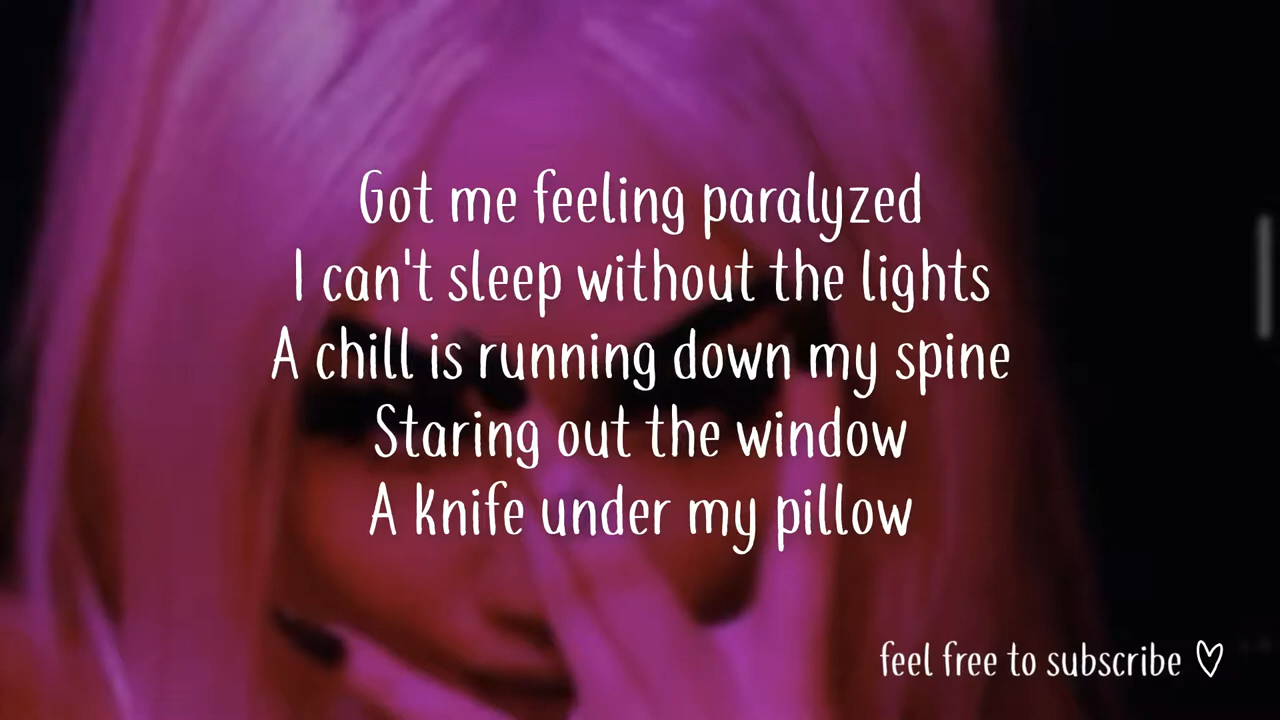 Got me feeling paralyzed
I can't sleep without the lights
A chill is running down my spine
Staring out the window
A knife under my pillow
feel free to subscribe ♡